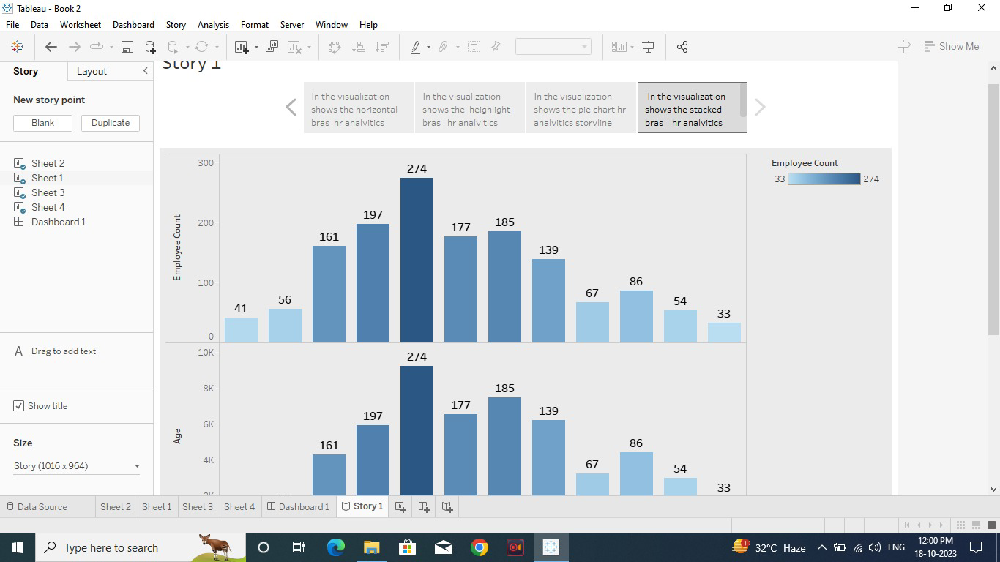 Tableau - Book 2
File Data Worksheet Dashboard Story Analysis Format Server Window Help
Show Me
Story Layout
New story point
Blank Duplicate
Sheet 2
Sheet 1
Sheet 3
Sheet 4
Dashboard 1
A Drag to add text
Show title
Size
Story (1016 x 964)
Story 1
In the visualization
shows the horizontal
bras hr analvitics
In the visualization
shows the heighlight
bras hr analvitics
In the visualization
shows the pie chart hr
analvitics storvline
In the visualization
shows the stacked
bras hr analvitics
Employee Count
33 274
Employee Count
300
200
100
0
41 56 161 197 274 177 185 139 67 86 54 33
Age
10K
8K
6K
4K
161 197 274 177 185 139 67 86 54 33
Data Source Sheet 2 Sheet 1 Sheet 3 Sheet 4 Dashboard 1 Story 1
Type here to search
1
32°C Haze
ENG
12:00 PM
18-10-2023